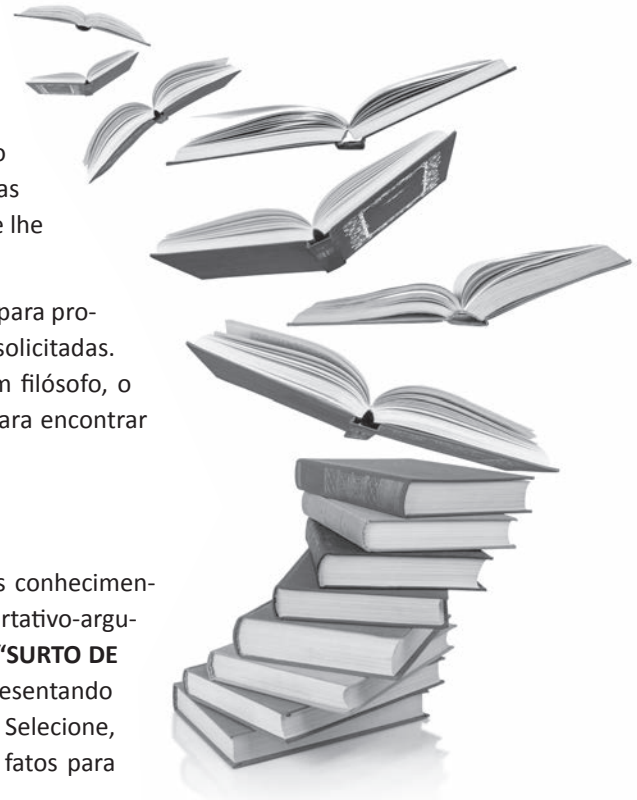 o
as
e lhe
para pro-
solicitadas.
m filósofo, o
ara encontrar
s conhecimen-
rtativo-argu-
“SURTO DE
esentando
Selecione,
fatos para